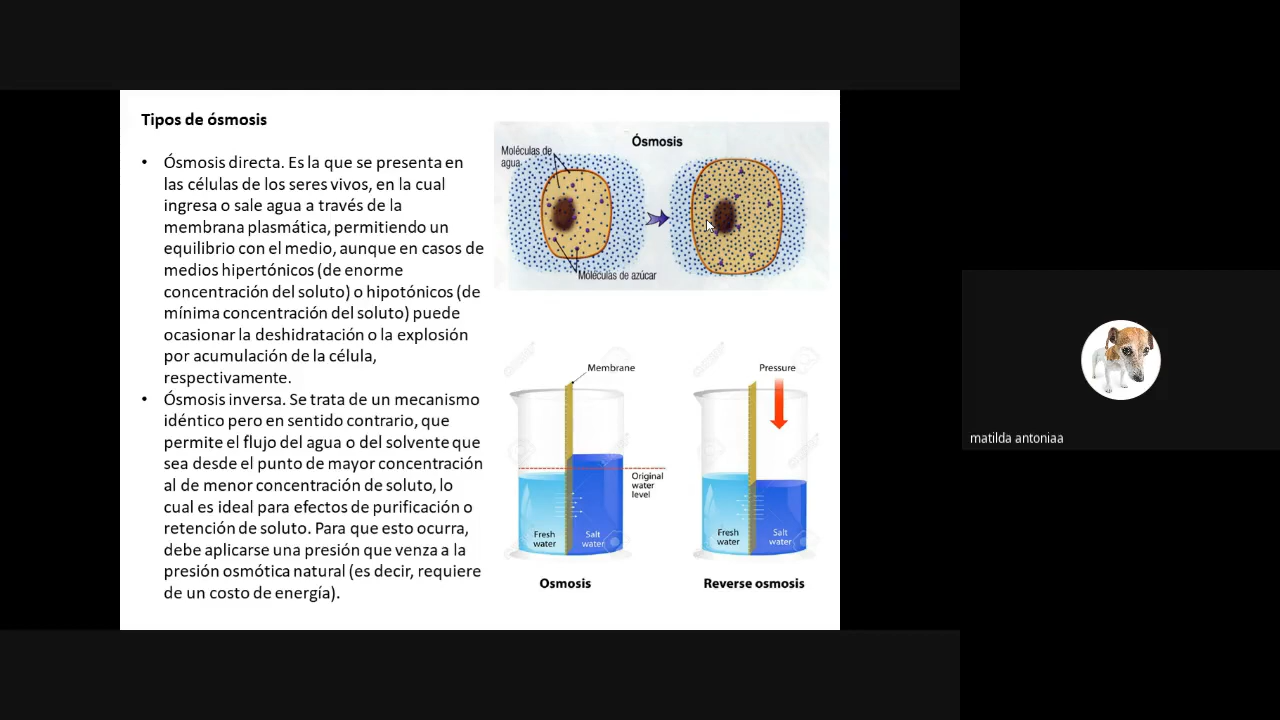 Tipos de ósmosis
• Ósmosis directa. Es la que se presenta en
las células de los seres vivos, en la cual
ingresa o sale agua a través de la
membrana plasmática, permitiendo un
equilibrio con el medio, aunque en casos de
medios hipertónicos (de enorme
concentración del soluto) o hipotónicos (de
mínima concentración del soluto) puede
ocasionar la deshidratación o la explosión
por acumulación de la célula,
respectivamente.
• Ósmosis inversa. Se trata de un mecanismo
idéntico pero en sentido contrario, que
permite el flujo del agua o del solvente que
sea desde el punto de mayor concentración
al de menor concentración de soluto, lo
cual es ideal para efectos de purificación o
retención de soluto. Para que esto ocurra,
debe aplicarse una presión que venza a la
presión osmótica natural (es decir, requiere
de un costo de energía).
Ósmosis
Moléculas de
agua
Moléculas de azúcar
Membrane
Original
water
level
Fresh
water
Salt
water
Osmosis
Pressure
Fresh
water
Salt
water
Reverse osmosis
matilda antoniaa